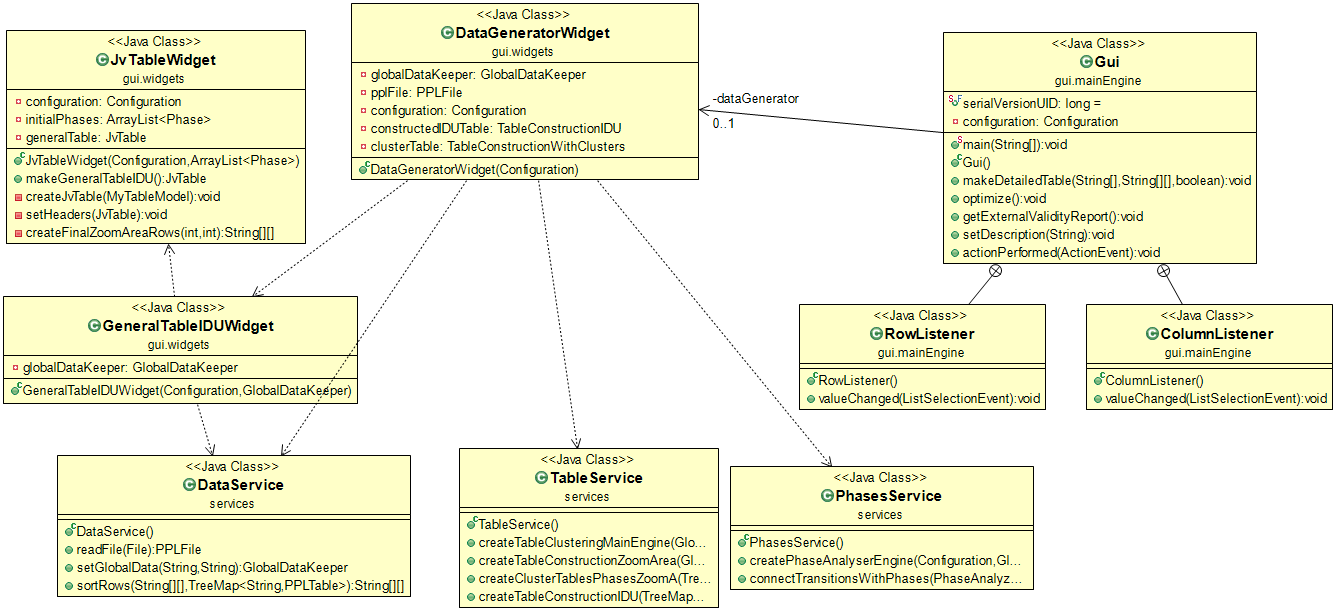 <<Java Class>>
JvTableWidget
gui.widgets
configuration: Configuration
initialPhases: ArrayList<Phase>
generalTable: JvTable
JvTableWidget(Configuration,ArrayList<Phase>)
makeGeneralTableIDU():JvTable
createJvTable(MyTableModel):void
setHeaders(JvTable):void
createFinalZoomAreaRows(int,int):String[][]
<<Java Class>>
DataGeneratorWidget
gui.widgets
globalDataKeeper: GlobalDataKeeper
pplFile: PPLFile
configuration: Configuration
constructedIDUTable: TableConstructionIDU
clusterTable: TableConstructionWithClusters
DataGeneratorWidget(Configuration)
-dataGenerator
0..1
<<Java Class>>
Gui
gui.mainEngine
serialVersionUID: long =
configuration: Configuration
main(String[]):void
Gui()
makeDetailedTable(String[],String[][],boolean):void
optimize():void
getExternalValidityReport():void
setDescription(String):void
actionPerformed(ActionEvent):void
<<Java Class>>
GeneralTableIDUWidget
gui.widgets
globalDataKeeper: GlobalDataKeeper
GeneralTableIDUWidget(Configuration,GlobalDataKeeper)
<<Java Class>>
RowListener
gui.mainEngine
RowListener()
valueChanged(ListSelectionEvent):void
<<Java Class>>
ColumnListener
gui.mainEngine
ColumnListener()
valueChanged(ListSelectionEvent):void
<<Java Class>>
DataService
services
DataService()
readFile(File):PPLFile
setGlobalData(String,String):GlobalDataKeeper
sortRows(String[][],TreeMap<String,PPLTable>):String[][]
<<Java Class>>
TableService
services
TableService()
createTableClusteringMainEngine(Glo...
createTableConstructionZoomArea(Gl...
createClusterTablesPhasesZoomA(Tre...
createTableConstructionIDU(TreeMap...
<<Java Class>>
PhasesService
services
PhasesService()
createPhaseAnalyserEngine(Configuration,Gl...
connectTransitionsWithPhases(PhaseAnalyz...